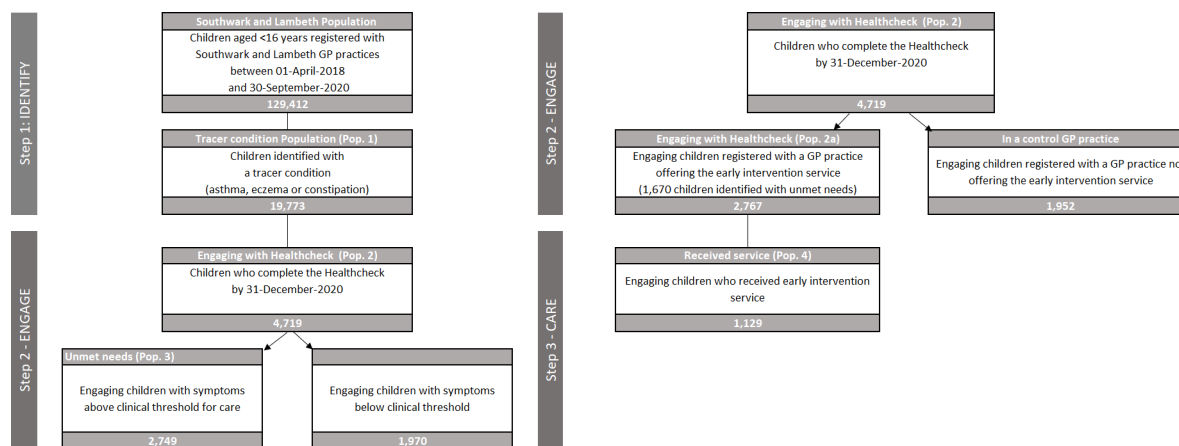 Step 1: IDENTIFY
Southwark and Lambeth Population
Children aged <16 years registered with
Southwark and Lambeth GP practices
between 01-April-2018
and 30-September-2020
129,412
Tracer condition Population (Pop. 1)
Children identified with
a tracer condition
(asthma, eczema or constipation)
19,773
Step 2 - ENGAGE
Engaging with Healthcheck (Pop. 2)
Children who complete the Healthcheck
by 31-December-2020
4,719
Unmet needs (Pop. 3)
Engaging children with symptoms
above clinical threshold for care
2,749
Engaging children with symptoms
below clinical threshold
1,970
Step 2 - ENGAGE
Engaging with Healthcheck (Pop. 2)
Children who complete the Healthcheck
by 31-December-2020
4,719
Engaging with Healthcheck (Pop. 2a)
Engaging children registered with a GP practice
offering the early intervention service
(1,670 children identified with unmet needs)
2,767
In a control GP practice
Engaging children registered with a GP practice no
offering the early intervention service
1,952
Step 3 - CARE
Received service (Pop. 4)
Engaging children who received early intervention
service
1,129